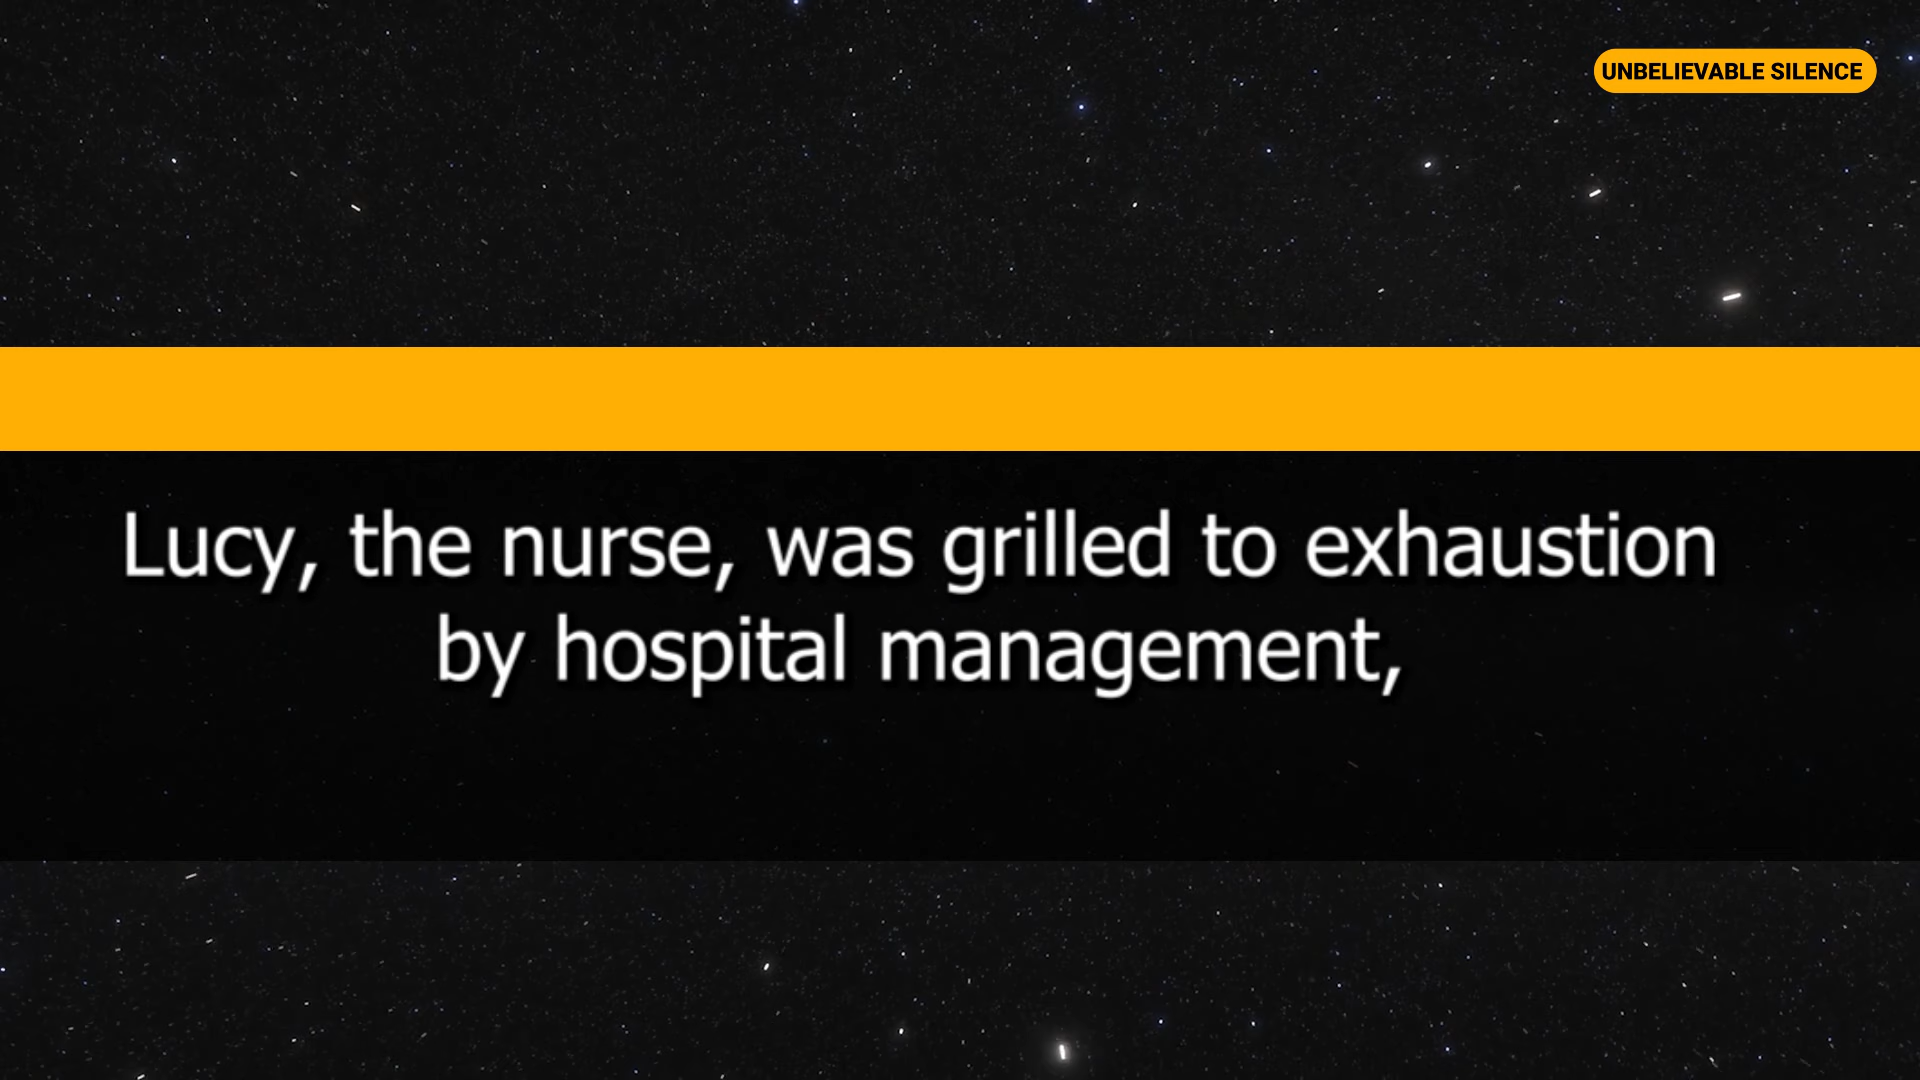 UNBELIEVABLE SILENCE
Lucy, the nurse, was grilled to exhaustion
by hospital management,